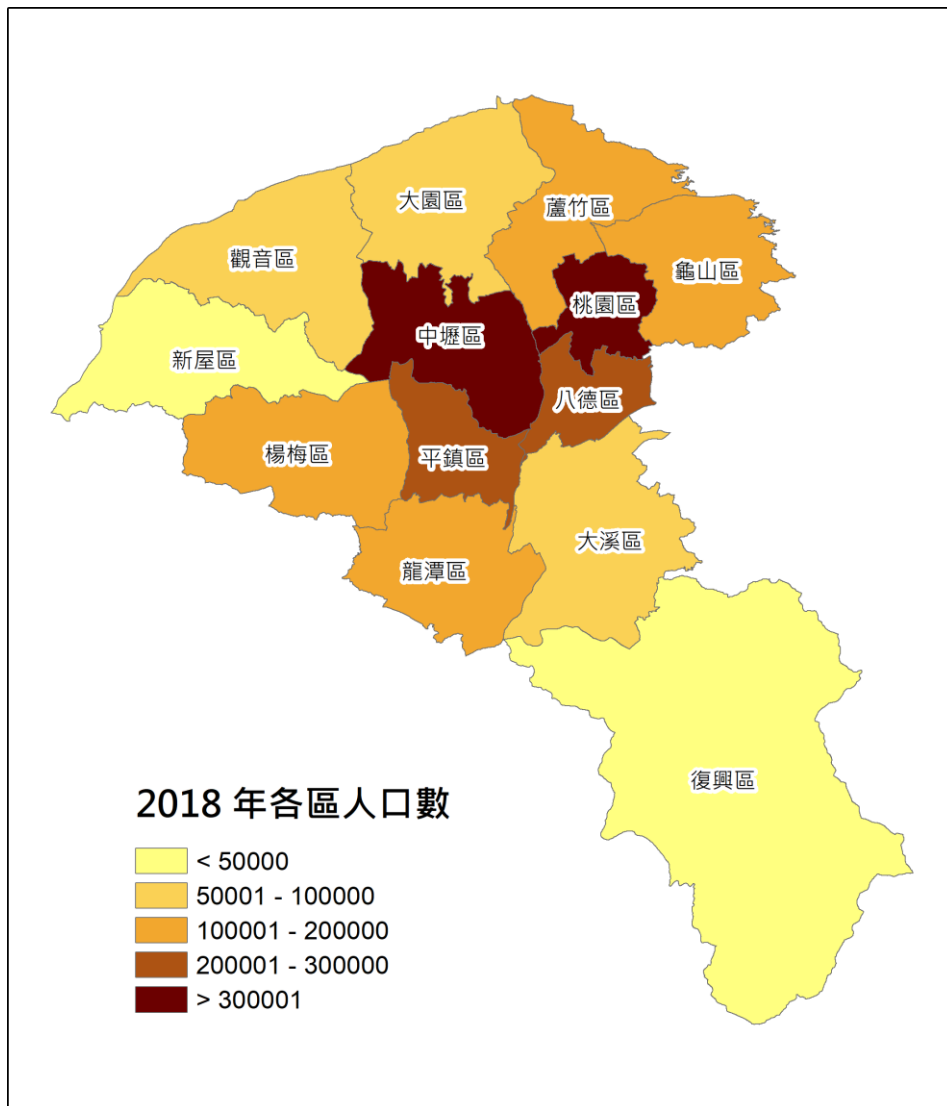 大園區
蘆竹區
觀音區
龜山區
桃園區
中壢區
新屋區
八德區
楊梅區
平鎮區
大溪區
龍潭區
復興區
2018 年各區人口數
< 50000
50001 - 100000
100001 - 200000
200001 - 300000
> 300001